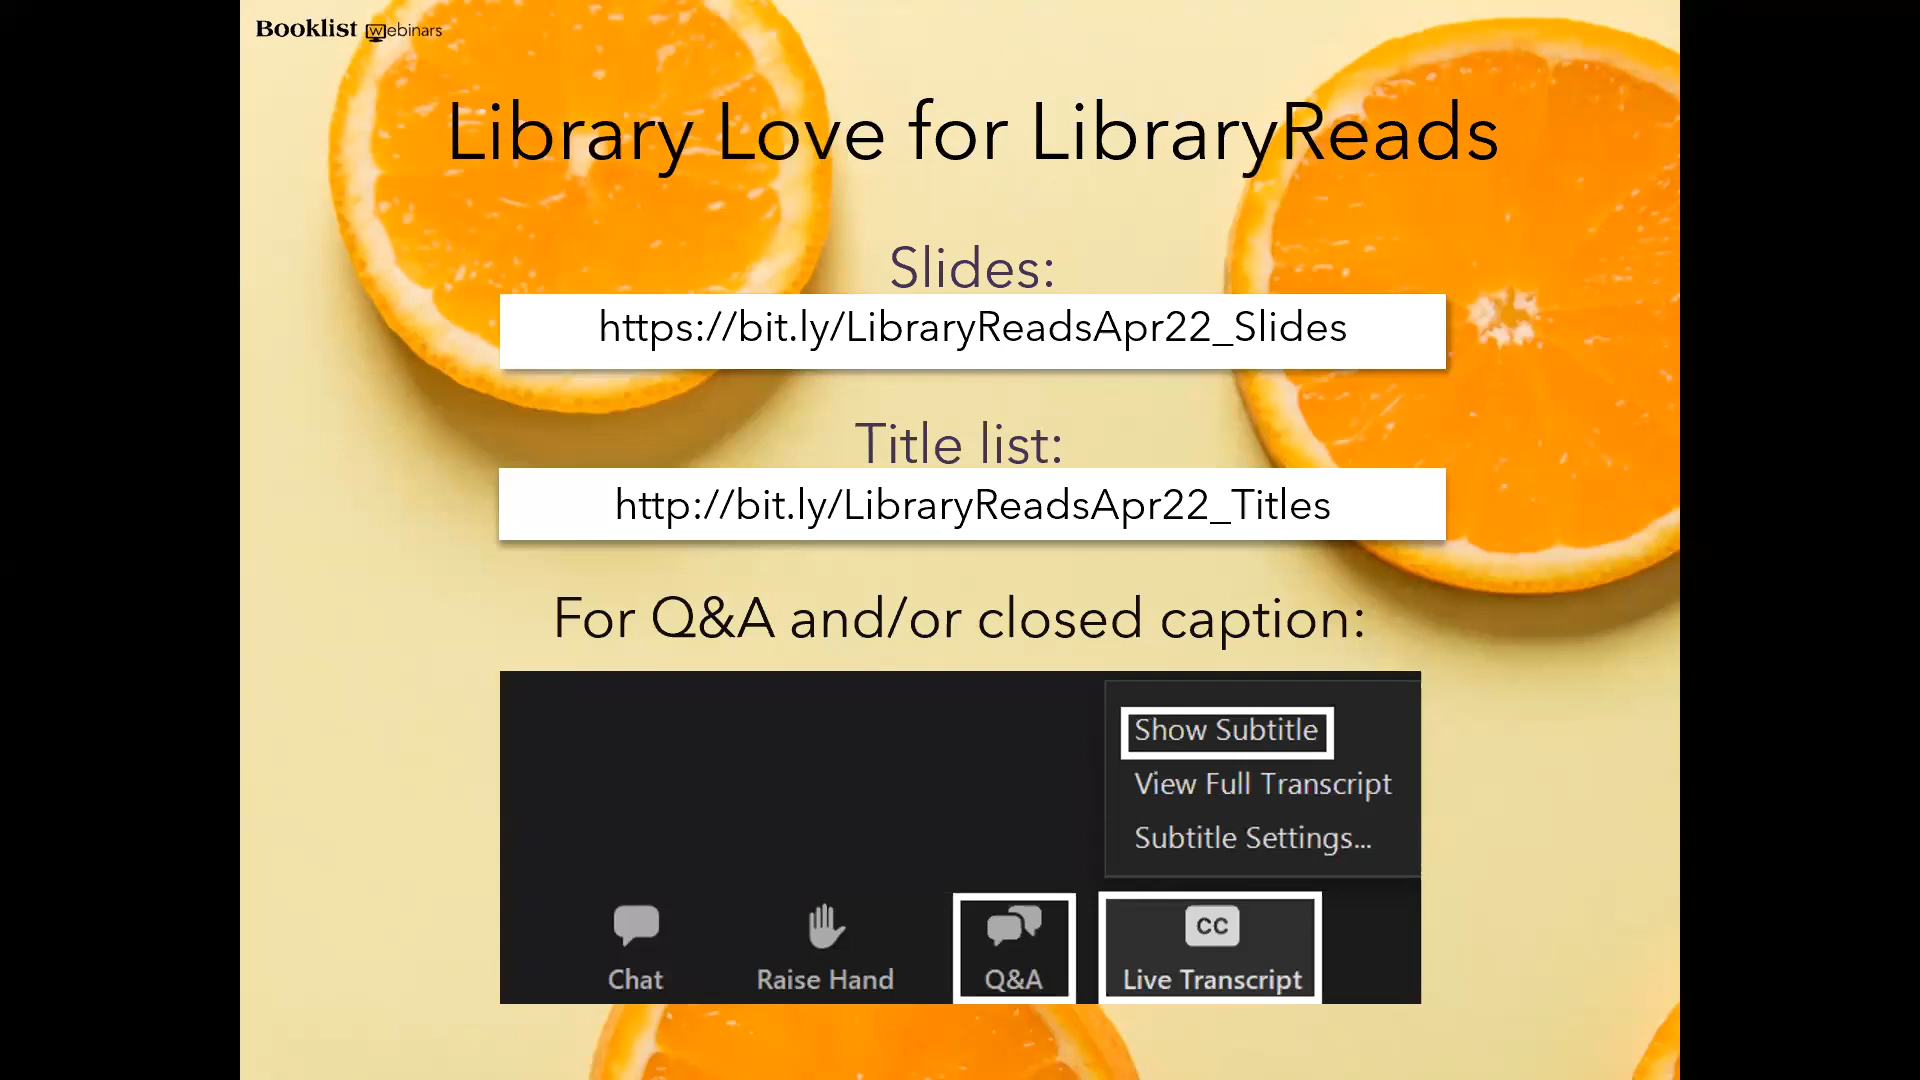 Booklist Webinars
Library Love for LibraryReads
Slides:
https://bit.ly/LibraryReadsApr22_Slides
Title list:
http://bit.ly/LibraryReadsApr22_Titles
For Q&A and/or closed caption:
Show Subtitle
View Full Transcript
Subtitle Settings...
CC
Chat Raise Hand Q&A Live Transcript